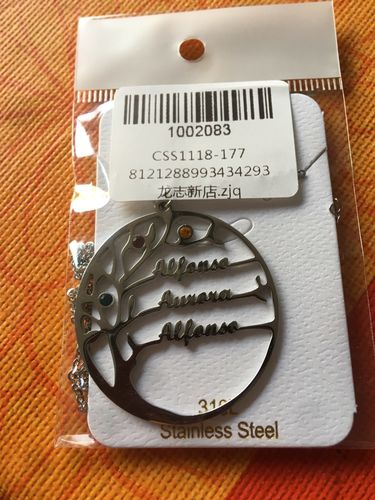 1002083
CSS1118-177
8121288993434293
龙志新店.zjq
Alfonso
Aurora
Alfonso
316L
Stainless Steel